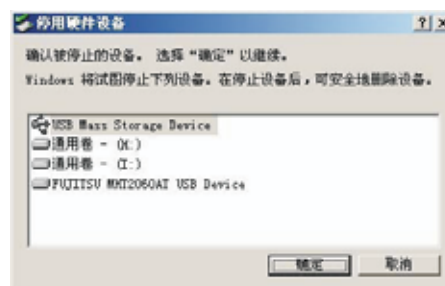 停用硬件设备
确认被停止的设备。 选择“确定”以继续。
Windows 将试图停止下列设备。在停止设备后，可安全地删除设备。
USB Mass Storage Device
通用卷 - (H:)
通用卷 - (I:)
FUJITSU MHT2060AT USB Device
确定 取消